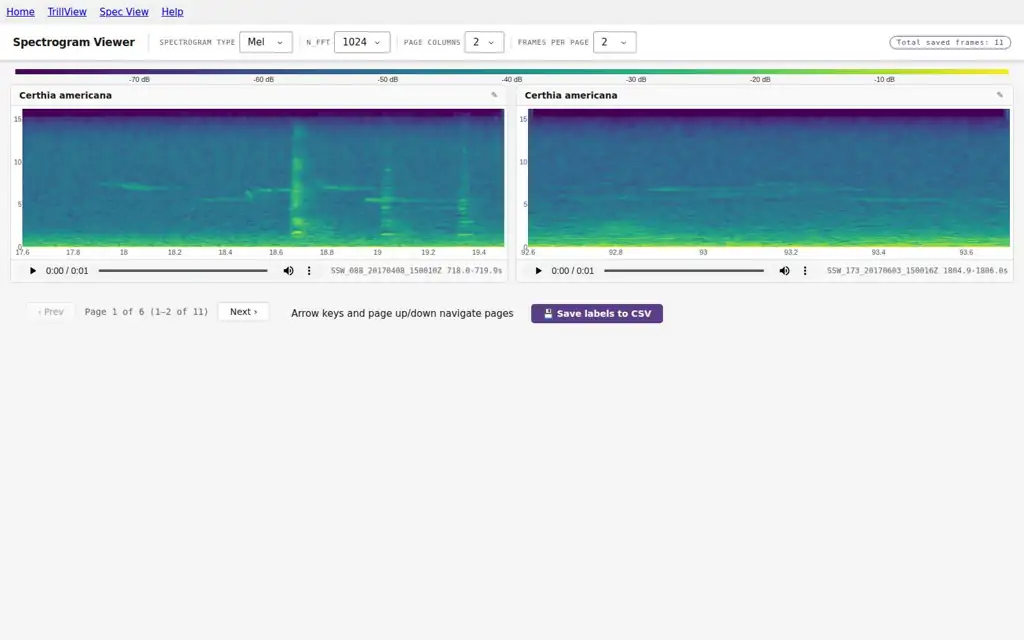 Home TrillView Spec View Help
Spectrogram Viewer SPECTROGRAM TYPE Mel N_FFT 1024 PAGE COLUMNS 2 FRAMES PER PAGE 2 Total saved frames: 11
-70 dB -60 dB -50 dB -40 dB -30 dB -20 dB -10 dB
Certhia americana
15
10
5
0
17.6 17.8 18 18.2 18.4 18.6 18.8 19 19.2 19.4
0:00 / 0:01 SSW_088_20170408_150010Z 718.0-719.9s
Certhia americana
15
10
5
0
92.6 92.8 93 93.2 93.4 93.6
0:00 / 0:01 SSW_173_20170603_150016Z 1804.9-1806.0s
‹ Prev Page 1 of 6 (1–2 of 11) Next › Arrow keys and page up/down navigate pages 💾 Save labels to CSV